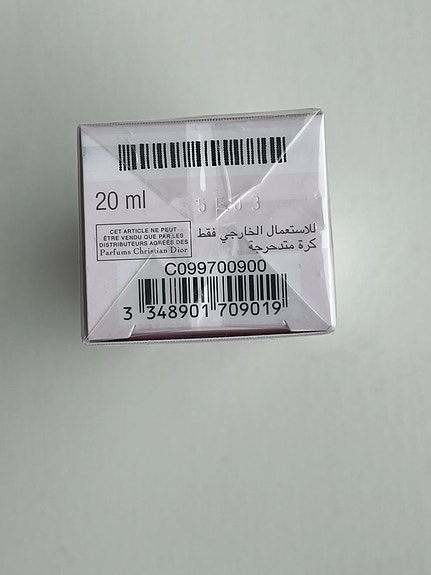 20 ml
CET ARTICLE NE PEUT
ÊTRE VENDU QUE PAR LES
DISTRIBUTEURS AGRÉÉS DES
Parfums Christian Dior
للاستعمال الخارجي فقط
كرة متدحرجة
C099700900
3 348901 709019